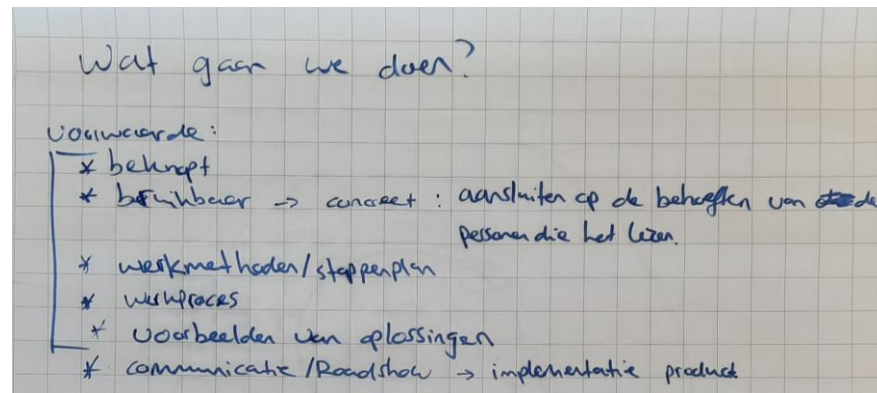 Wat gaan we doen?
voorwaarde:
* beknopt
* bruikbaar → concreet : aansluiten op de behoeften van de
personen die het lezen.
* werkmethoden/stappenplan
* werkproces
* voorbeelden van oplossingen
* communicatie/Roadshow → implementatie product